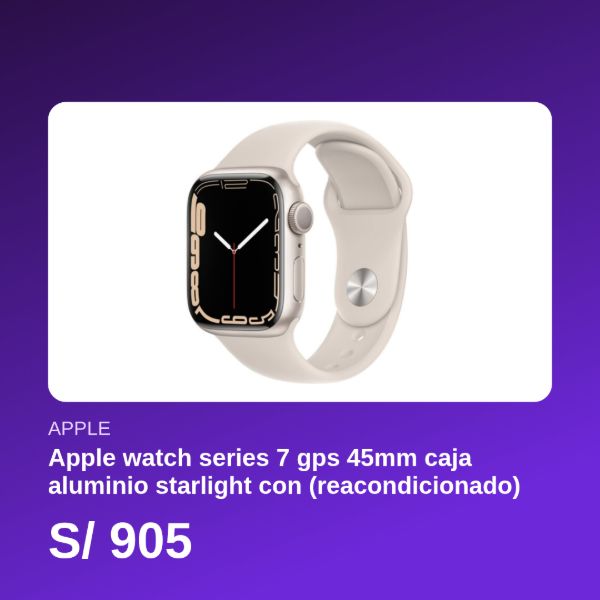 APPLE
Apple watch series 7 gps 45mm caja
aluminio starlight con (reacondicionado)
S/ 905